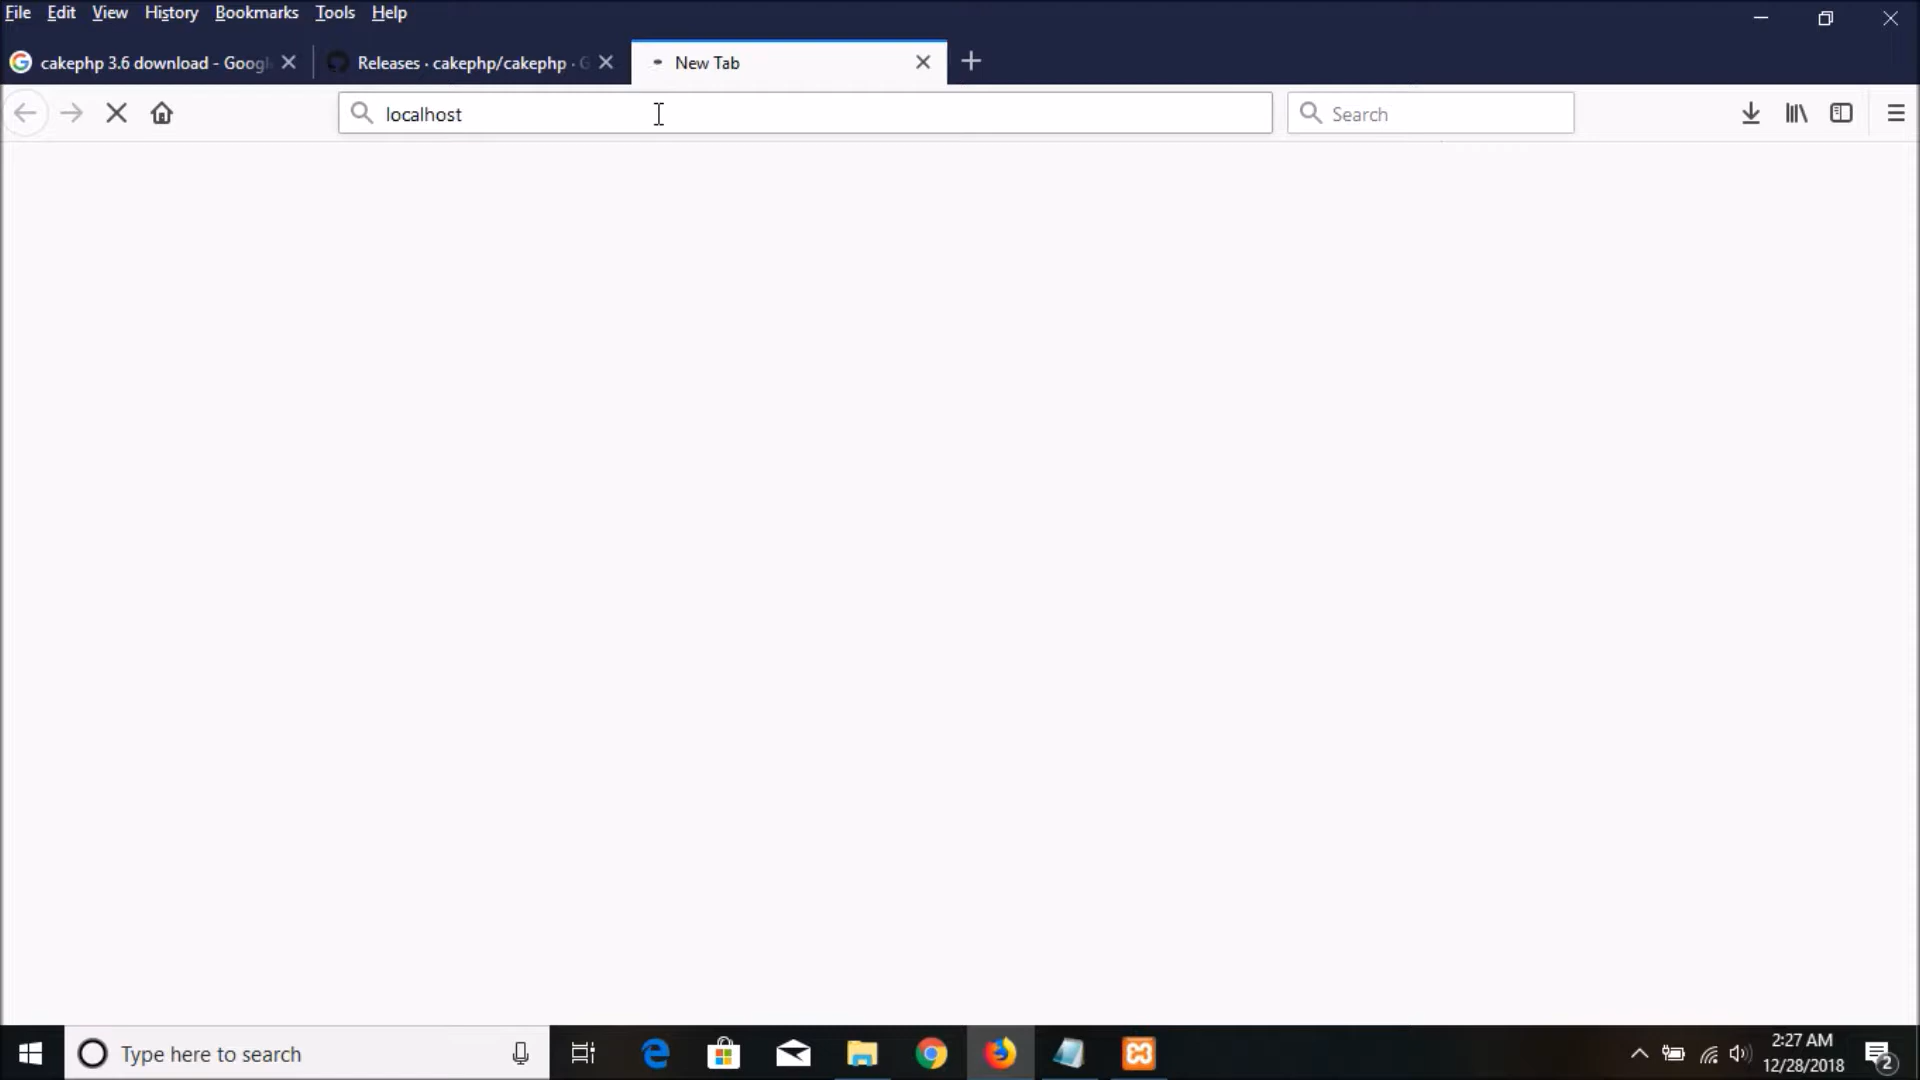 File Edit View History Bookmarks Tools Help
cakephp 3.6 download - Googl
Releases · cakephp/cakephp · G
New Tab
localhost
Search
Type here to search
2:27 AM
12/28/2018
2